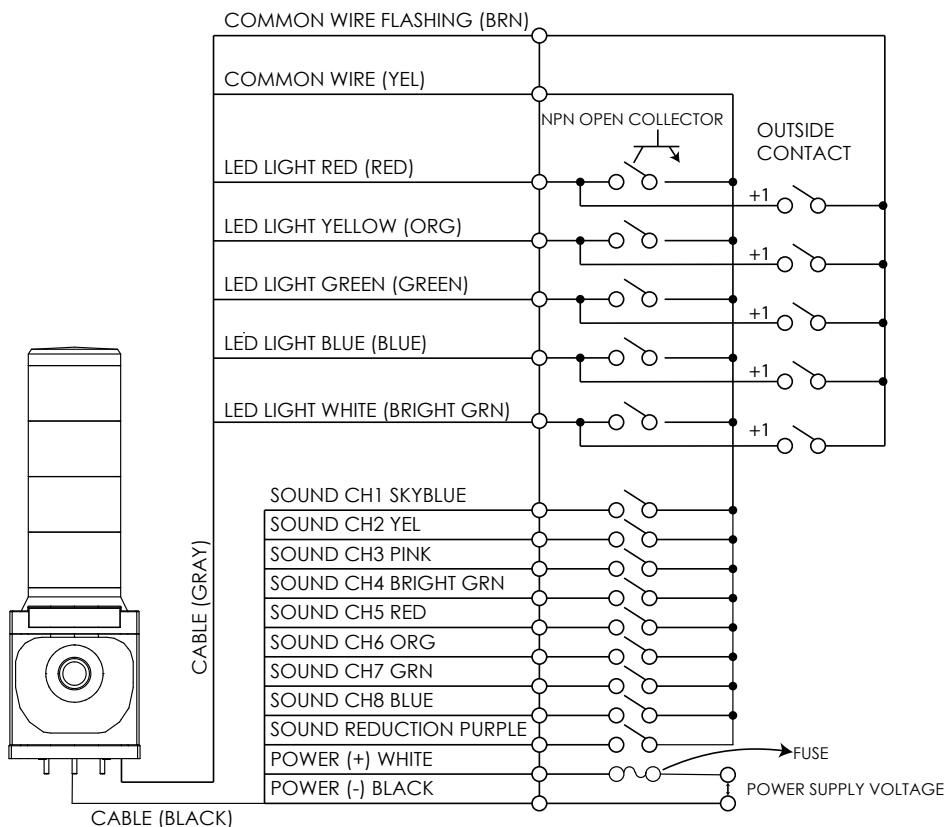 COMMON WIRE FLASHING (BRN)
COMMON WIRE (YEL)
NPN OPEN COLLECTOR
OUTSIDE
CONTACT
LED LIGHT RED (RED)
+1
LED LIGHT YELLOW (ORG)
+1
LED LIGHT GREEN (GREEN)
+1
LED LIGHT BLUE (BLUE)
+1
LED LIGHT WHITE (BRIGHT GRN)
+1
CABLE (GRAY)
SOUND CH1 SKYBLUE
SOUND CH2 YEL
SOUND CH3 PINK
SOUND CH4 BRIGHT GRN
SOUND CH5 RED
SOUND CH6 ORG
SOUND CH7 GRN
SOUND CH8 BLUE
SOUND REDUCTION PURPLE
POWER (+) WHITE
FUSE
POWER (-) BLACK
POWER SUPPLY VOLTAGE
CABLE (BLACK)